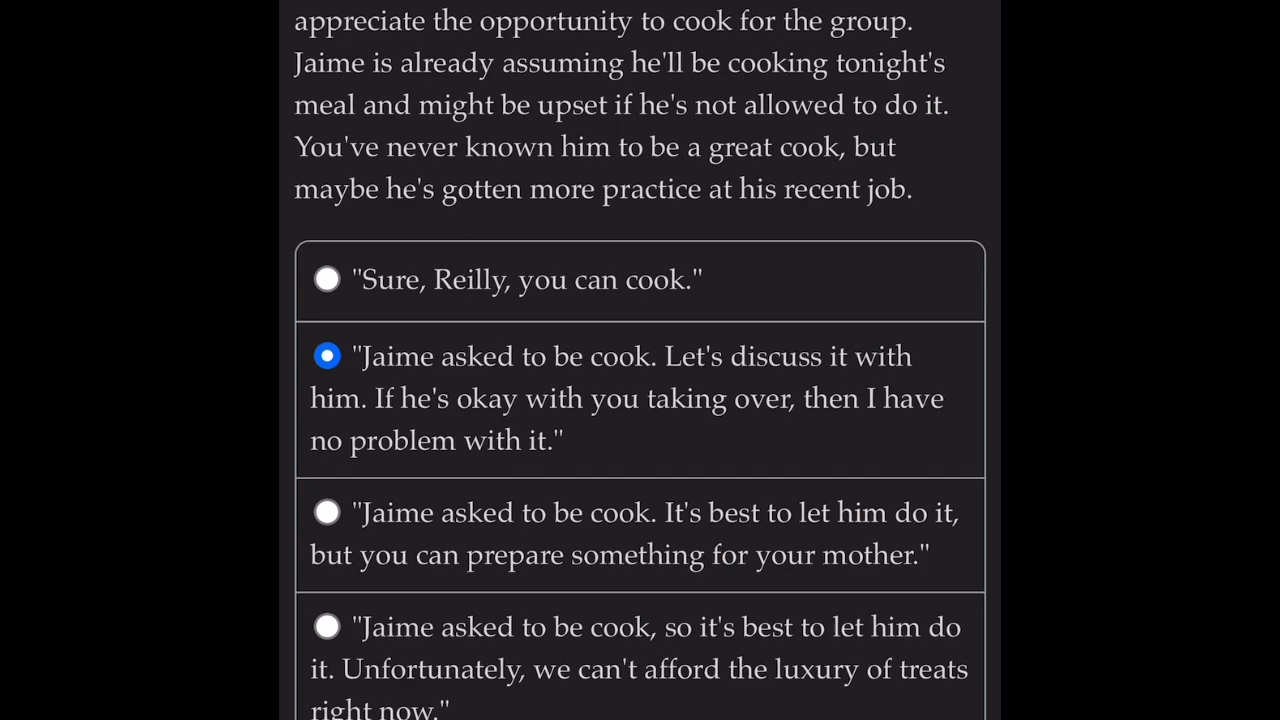 appreciate the opportunity to cook for the group.
Jaime is already assuming he'll be cooking tonight's
meal and might be upset if he's not allowed to do it.
You've never known him to be a great cook, but
maybe he's gotten more practice at his recent job.
"Sure, Reilly, you can cook."
"Jaime asked to be cook. Let's discuss it with
him. If he's okay with you taking over, then I have
no problem with it."
"Jaime asked to be cook. It's best to let him do it,
but you can prepare something for your mother."
"Jaime asked to be cook, so it's best to let him do
it. Unfortunately, we can't afford the luxury of treats
right now."